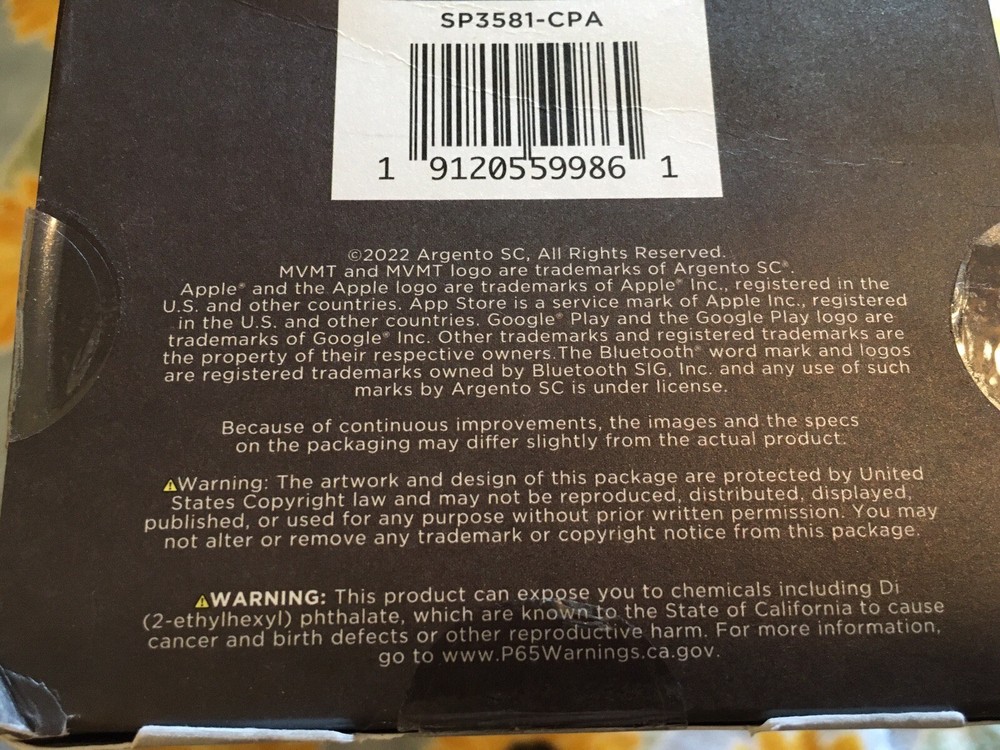 SP3581-CPA
1 9120559986 1
©2022 Argento SC, All Rights Reserved.
MVMT and MVMT logo are trademarks of Argento SC®.
Apple® and the Apple logo are trademarks of Apple® Inc., registered in the
U.S. and other countries. App Store is a service mark of Apple Inc., registered
in the U.S. and other countries. Google® Play and the Google Play logo are
trademarks of Google® Inc. Other trademarks and registered trademarks are
the property of their respective owners.The Bluetooth® word mark and logos
are registered trademarks owned by Bluetooth SIG, Inc. and any use of such
marks by Argento SC is under license.
Because of continuous improvements, the images and the specs
on the packaging may differ slightly from the actual product.
⚠Warning: The artwork and design of this package are protected by United
States Copyright law and may not be reproduced, distributed, displayed,
published, or used for any purpose without prior written permission. You may
not alter or remove any trademark or copyright notice from this package.
⚠WARNING: This product can expose you to chemicals including Di
(2-ethylhexyl) phthalate, which are known to the State of California to cause
cancer and birth defects or other reproductive harm. For more information,
go to www.P65Warnings.ca.gov.